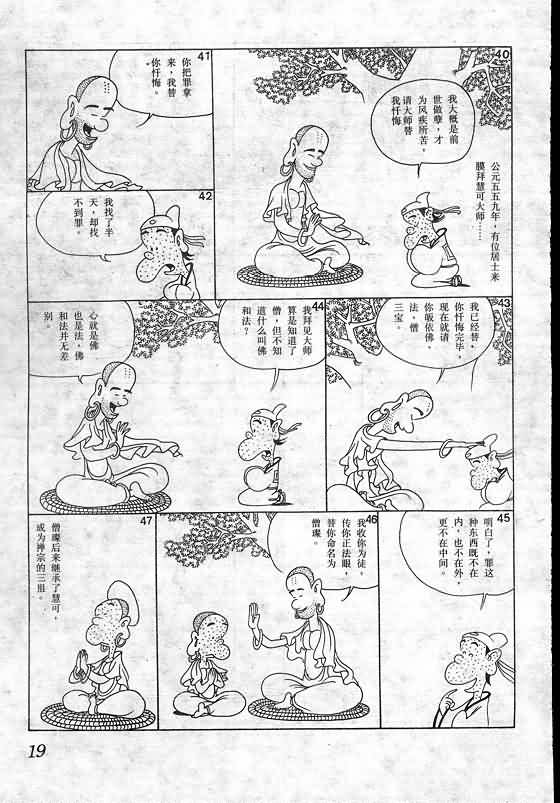 40
公元五五九年，有位居士来
膜拜慧可大师……
我大概是前
世做孽，才
为风疾所苦，
请大师替
我忏悔
41
你把罪拿
来，我替
你忏悔。
42
我找了半
天，却找
不到罪。
43
我已经替，
你忏悔完毕，
现在就请
你皈依佛、
法、僧
三宝。
44
我拜见大师
算是知道了
僧，但不知
道什么叫佛
和法？
心就是佛
也是法，佛
和法并无差
别。
45
明白了，罪这
种东西既不在
内，也不在外，
更不在中间。
46
我收你为徒，
传你正法眼，
替你命名为
僧璨。
47
僧璨后来继承了慧可，
成为禅宗的三祖。
19